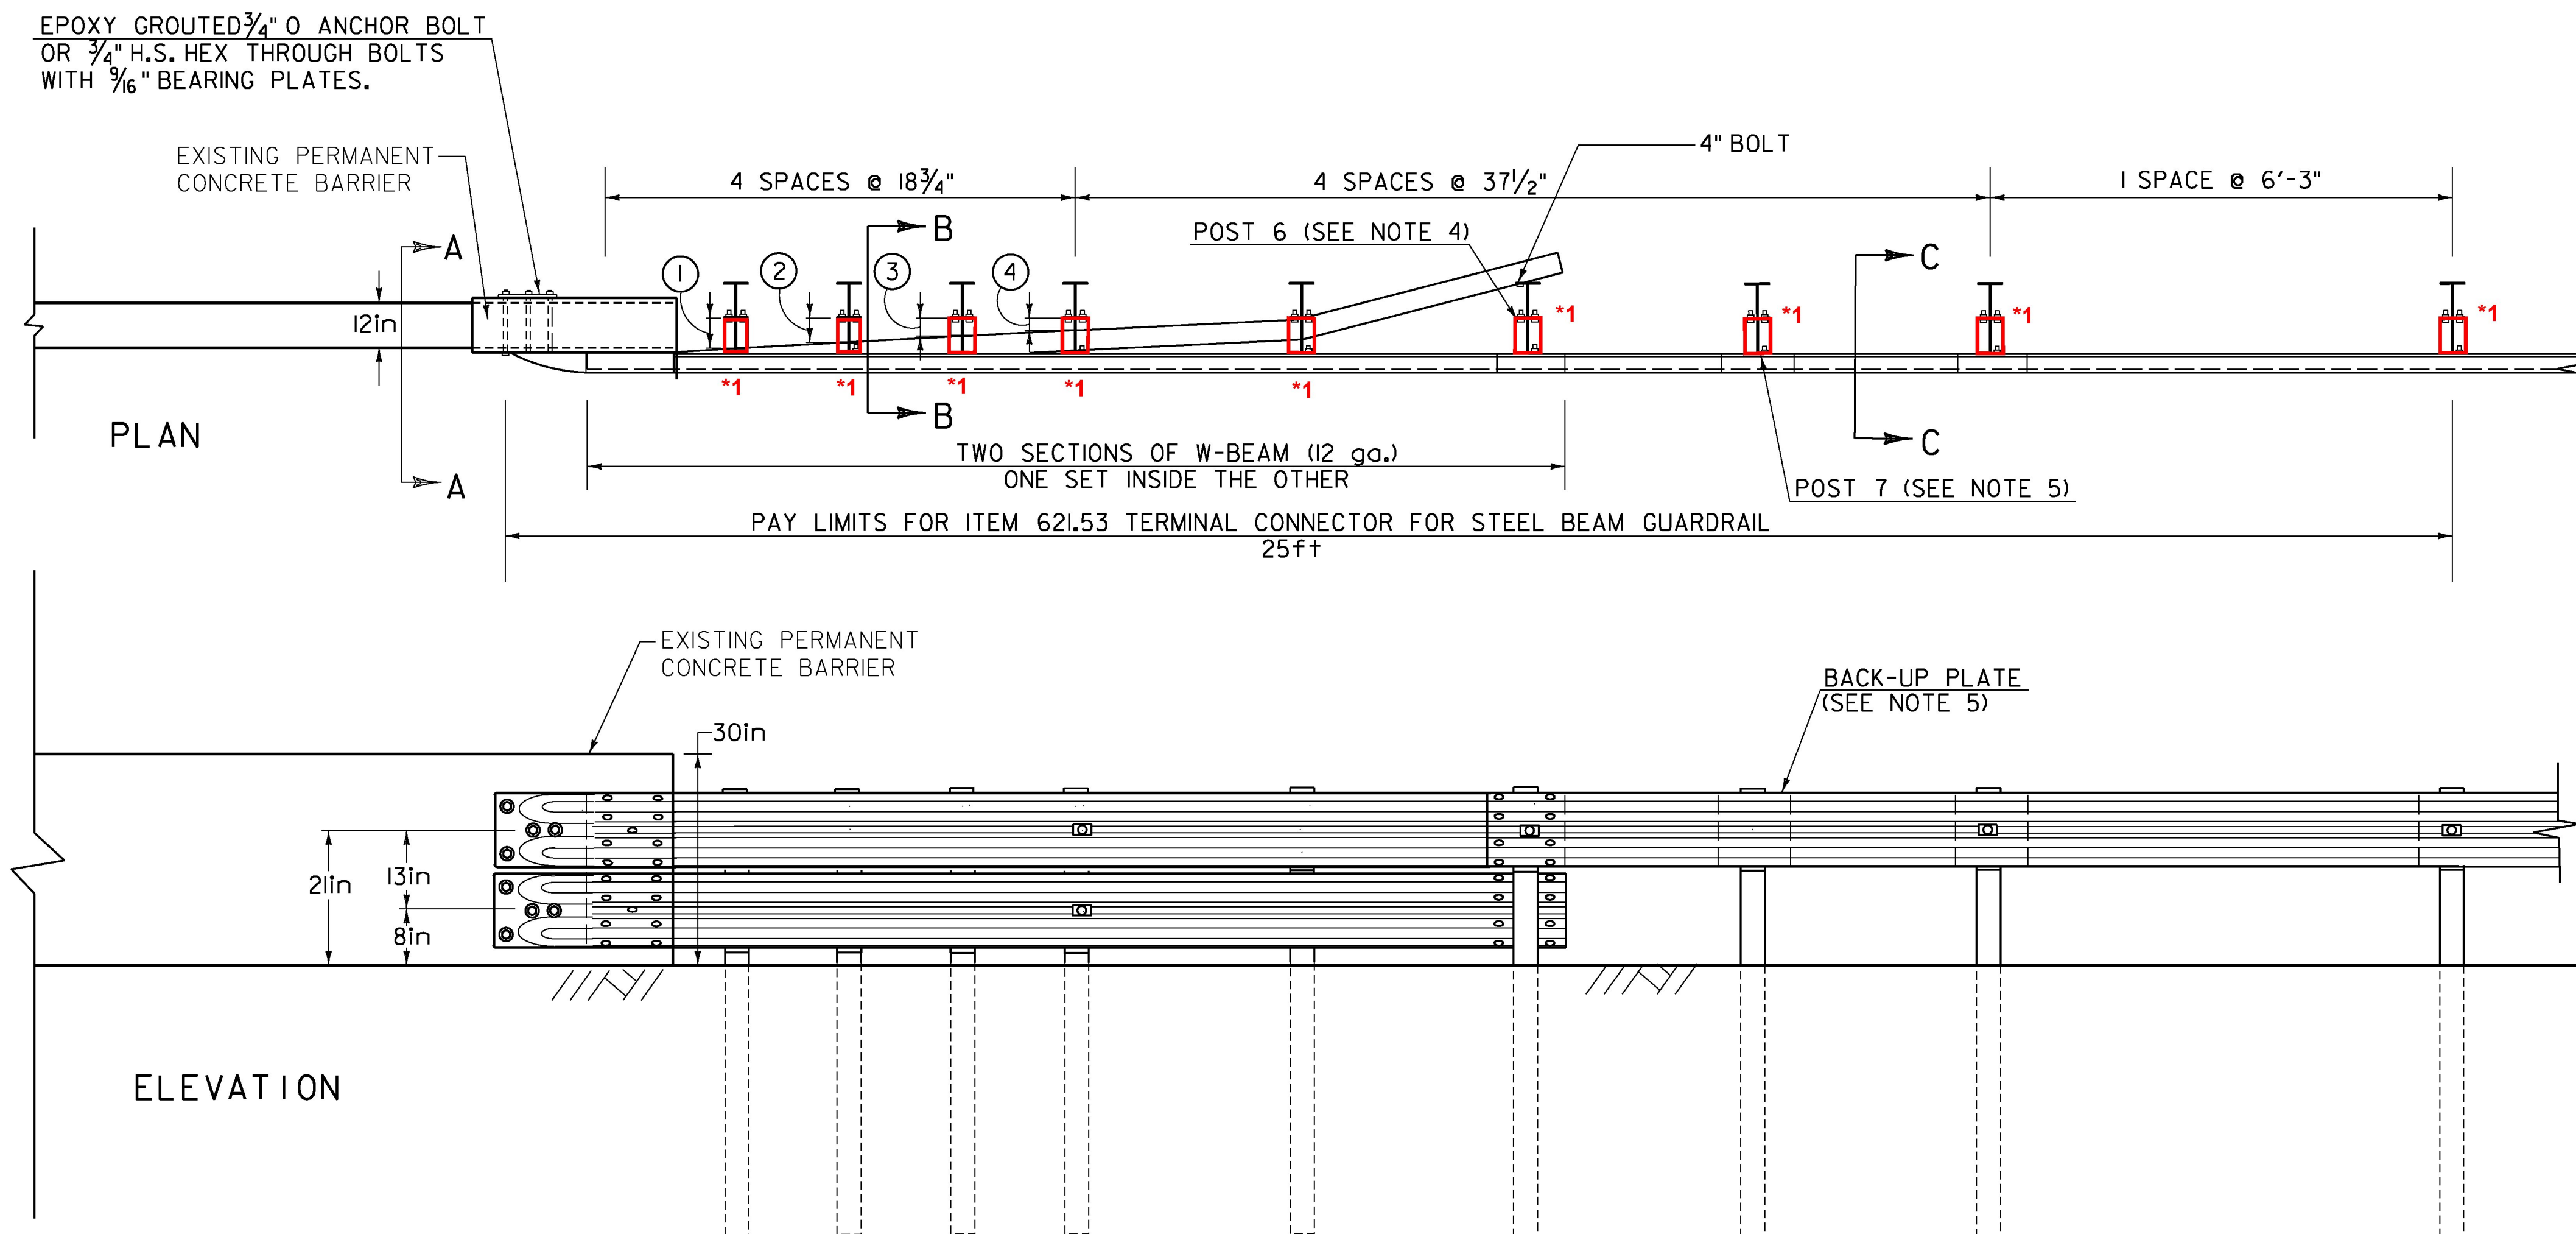 EPOXY GROUTED 3/4" O ANCHOR BOLT
OR 3/4" H.S. HEX THROUGH BOLTS
WITH 9/16" BEARING PLATES.
EXISTING PERMANENT
CONCRETE BARRIER
4" BOLT
4 SPACES @ 18 3/4"
4 SPACES @ 37 1/2"
1 SPACE @ 6'-3"
A
B
POST 6 (SEE NOTE 4)
C
1
2
3
4
12in
*1
*1
*1
*1
*1
*1
*1
*1
*1
PLAN
A
B
C
TWO SECTIONS OF W-BEAM (12 ga.)
ONE SET INSIDE THE OTHER
POST 7 (SEE NOTE 5)
PAY LIMITS FOR ITEM 621.53 TERMINAL CONNECTOR FOR STEEL BEAM GUARDRAIL
25ft
EXISTING PERMANENT
CONCRETE BARRIER
BACK-UP PLATE
(SEE NOTE 5)
30in
21in
13in
8in
ELEVATION